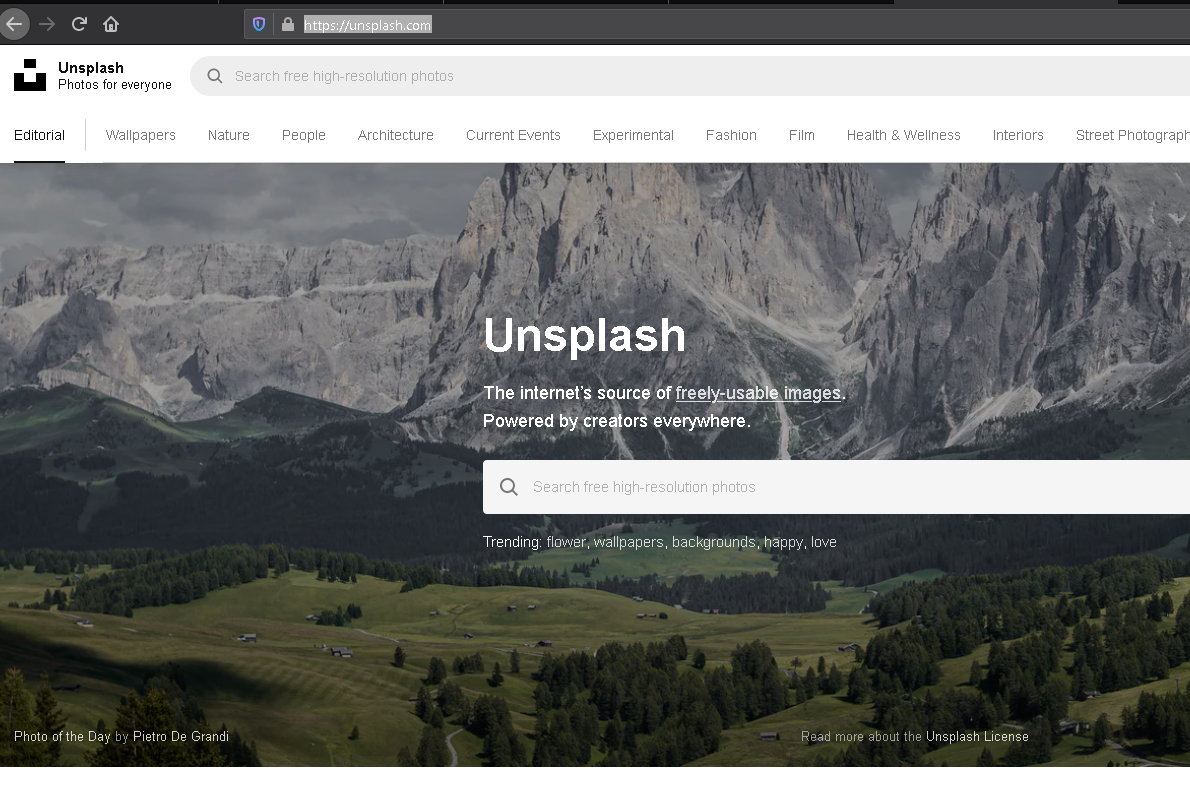 https://unsplash.com
Unsplash
Photos for everyone
Search free high-resolution photos
Editorial Wallpapers Nature People Architecture Current Events Experimental Fashion Film Health & Wellness Interiors Street Photograph
Unsplash
The internet's source of freely-usable images.
Powered by creators everywhere.
Search free high-resolution photos
Trending: flower, wallpapers, backgrounds, happy, love
Photo of the Day by Pietro De Grandi
Read more about the Unsplash License